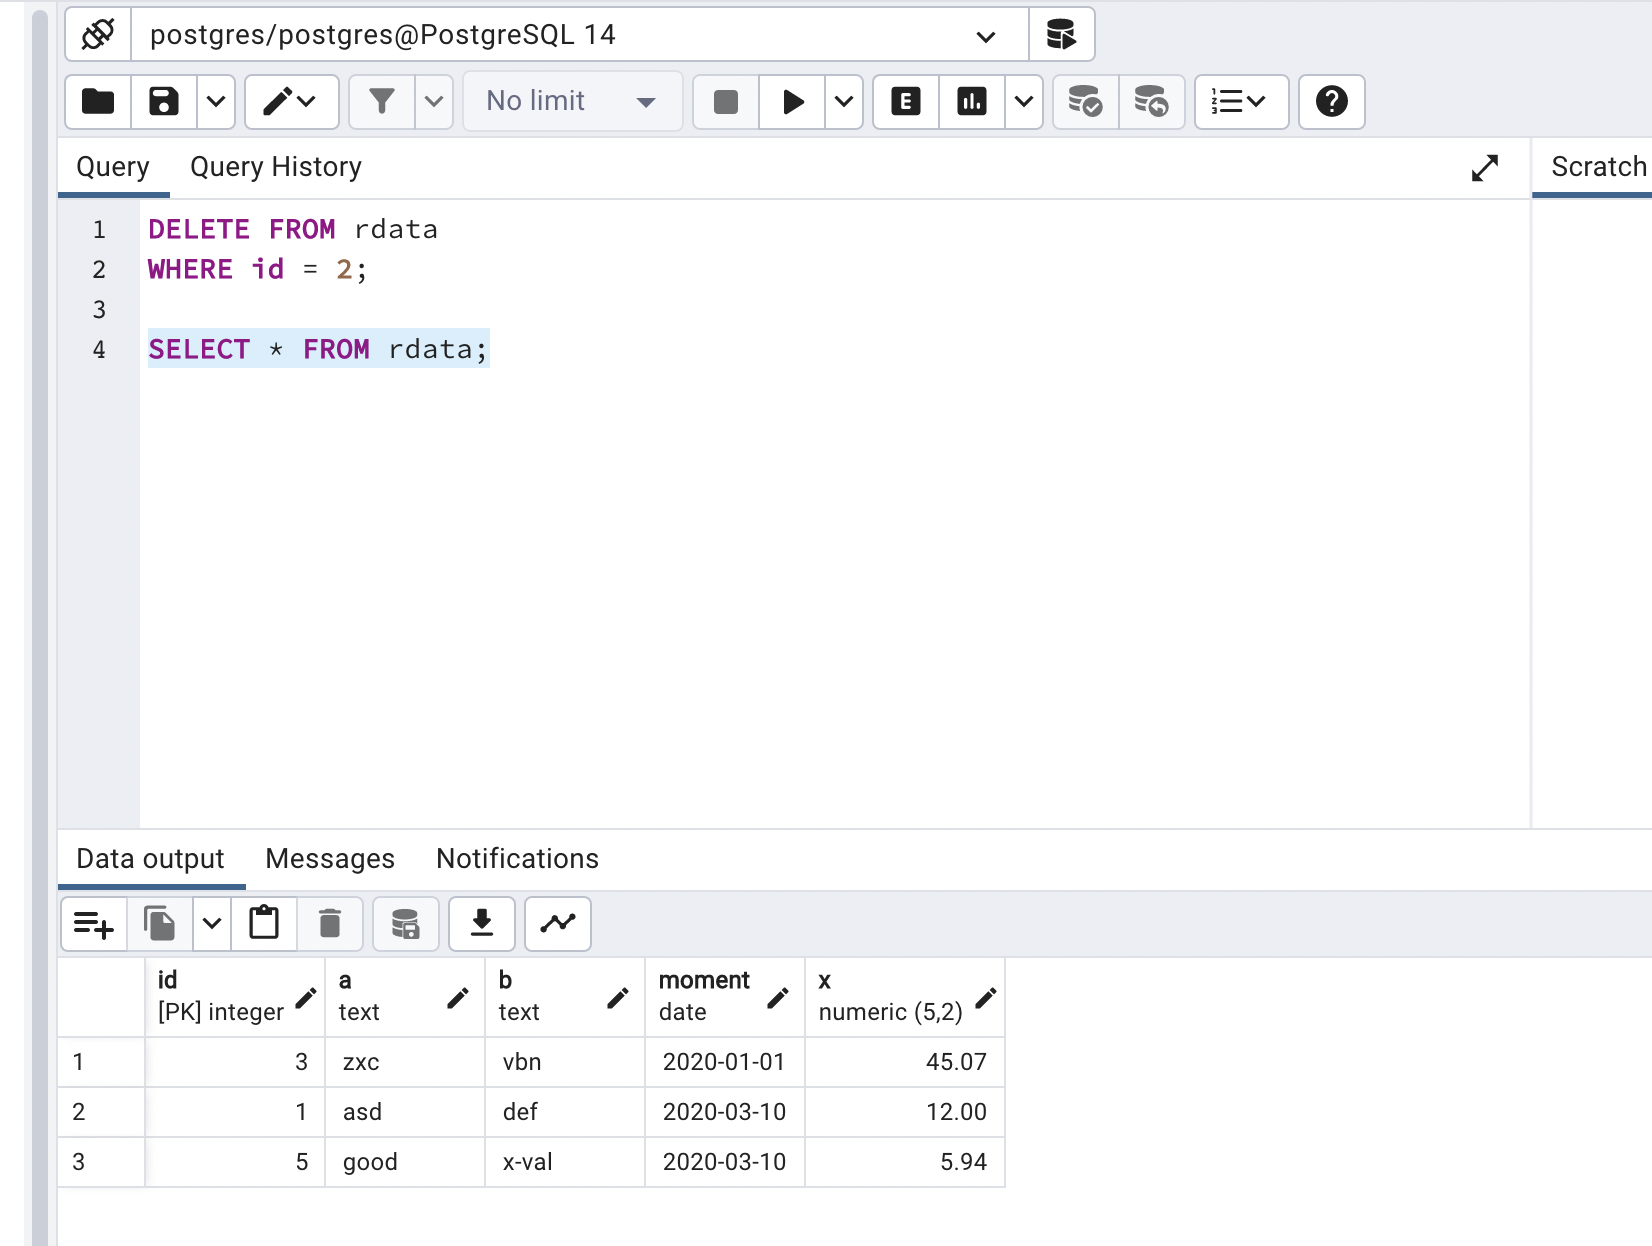 postgres/postgres@PostgreSQL 14
No limit
E
Query Query History Scratch
1 DELETE FROM rdata
2 WHERE id = 2;
3
4 SELECT * FROM rdata;
Data output Messages Notifications
id a b moment x
[PK] integer text text date numeric (5,2)
1 3 zxc vbn 2020-01-01 45.07
2 1 asd def 2020-03-10 12.00
3 5 good x-val 2020-03-10 5.94